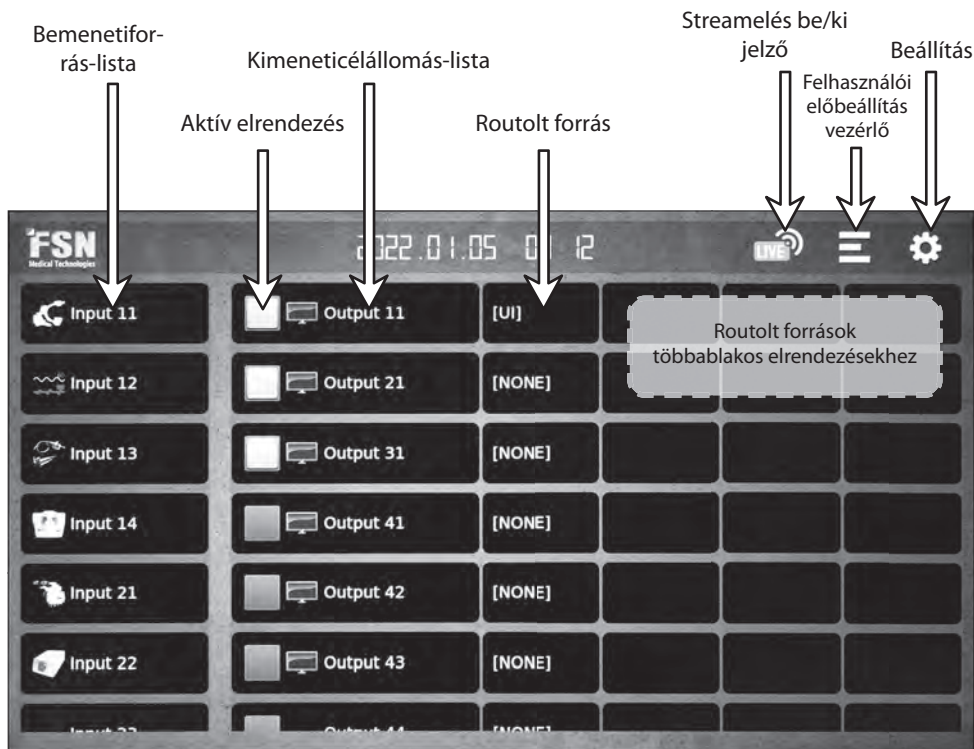 Bemenetifor-
rás-lista
Kimeneticélállomás-lista
Streamelés be/ki
jelző
Beállítás
Felhasználói
előbeállítás
vezérlő
Aktív elrendezés
Routolt forrás
FSN
Medical Technologies
2022.01.05
12
LIVE
Input 11
Output 11
[UI]
Routolt források
többablakos elrendezésekhez
Input 12
Output 21
[NONE]
Input 13
Output 31
[NONE]
Input 14
Output 41
[NONE]
Input 21
Output 42
[NONE]
Input 22
Output 43
[NONE]